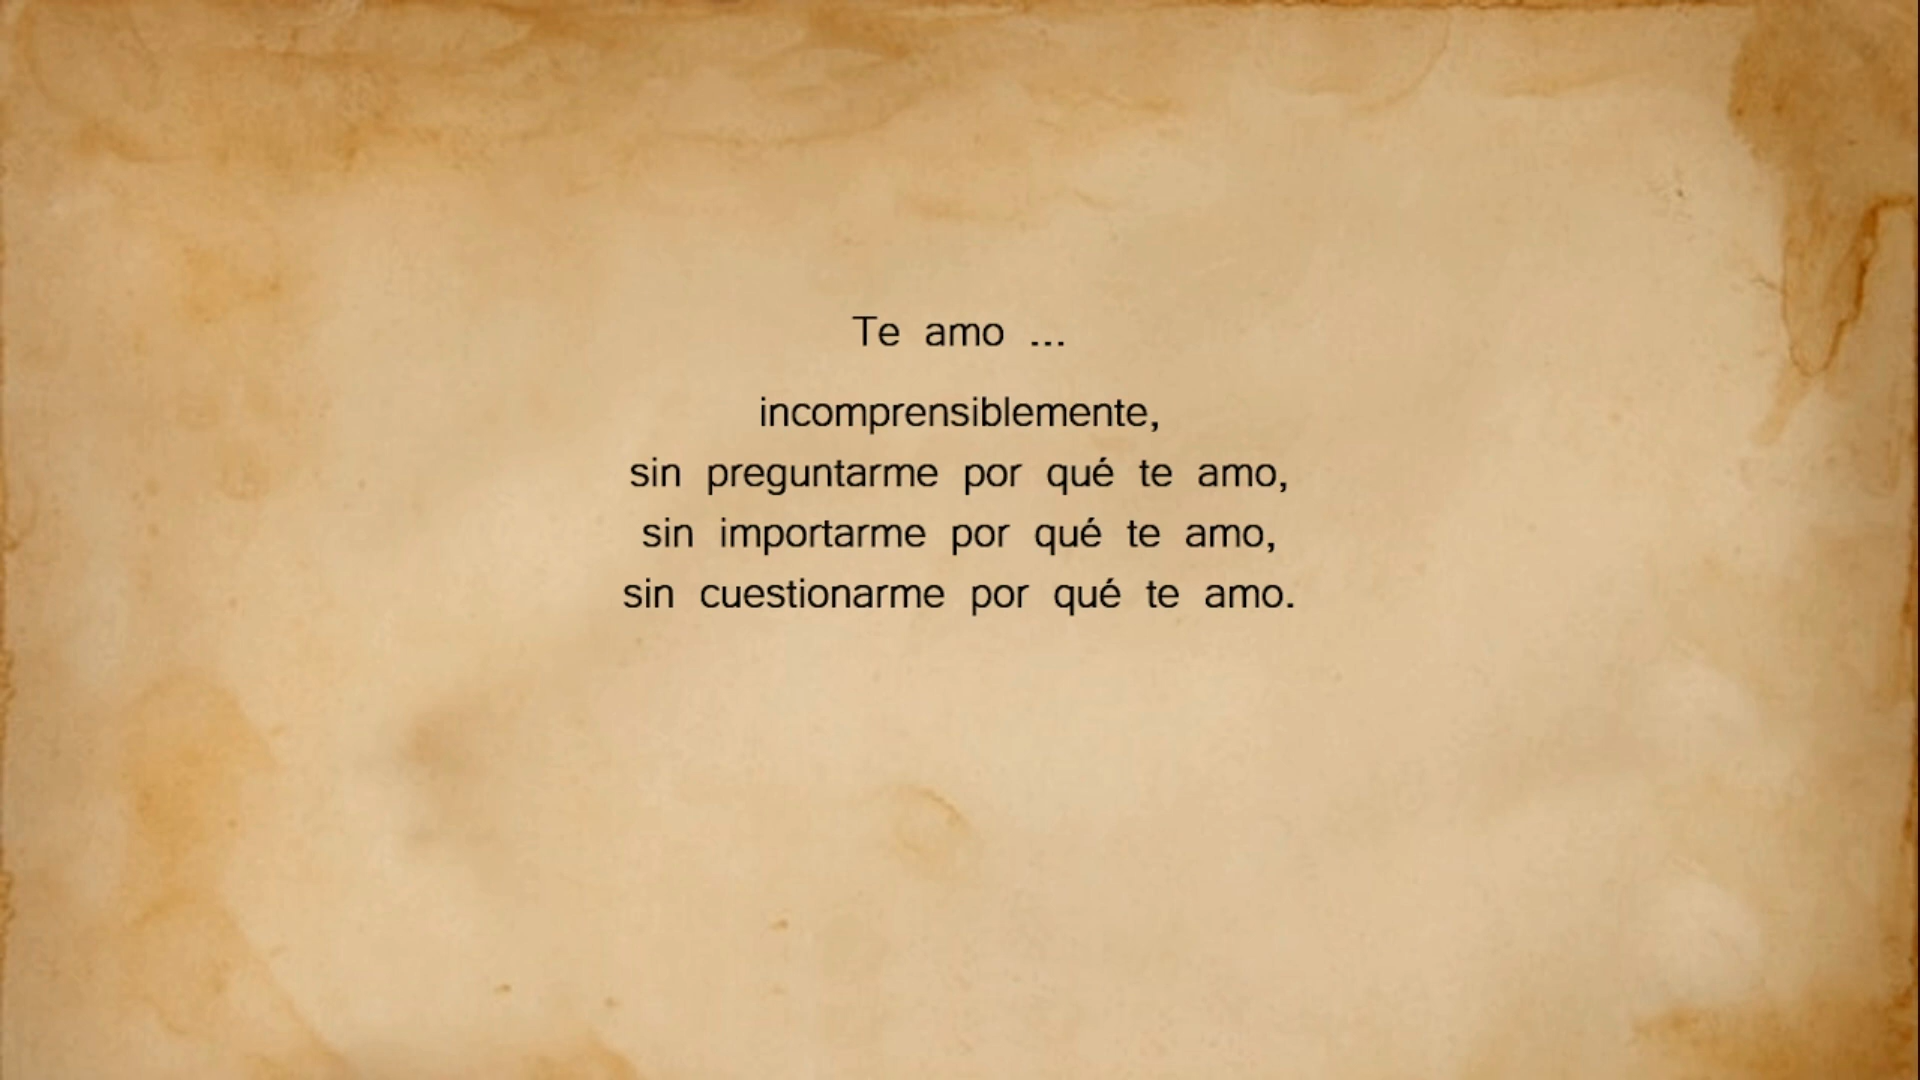 Te amo ...
incomprensiblemente,
sin preguntarme por qué te amo,
sin importarme por qué te amo,
sin cuestionarme por qué te amo.